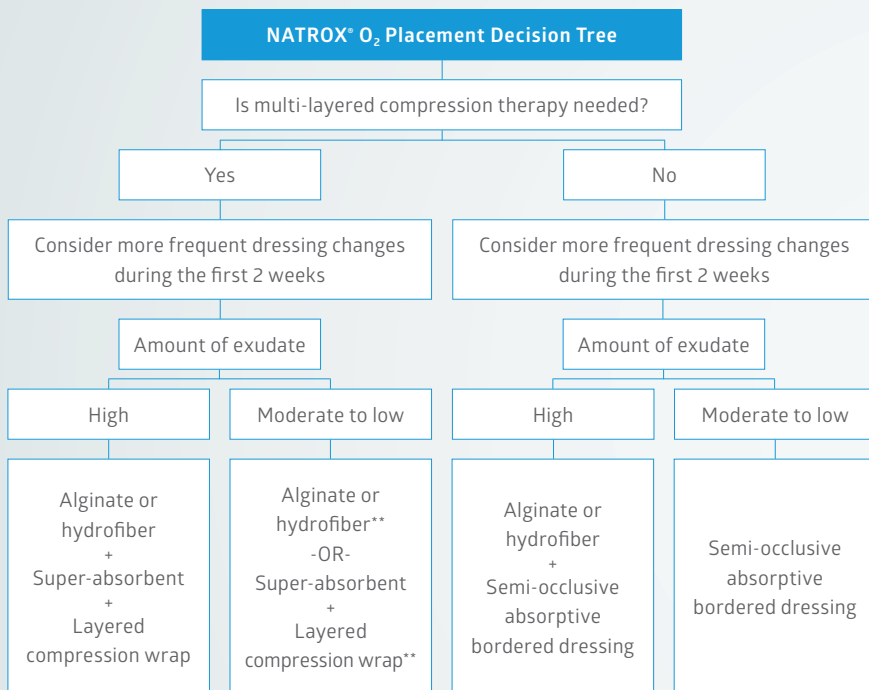 NATROX® O₂ Placement Decision Tree
Is multi-layered compression therapy needed?
Yes
No
Consider more frequent dressing changes
during the first 2 weeks
Consider more frequent dressing changes
during the first 2 weeks
Amount of exudate
Amount of exudate
High
Moderate to low
High
Moderate to low
Alginate or
hydrofiber
+
Super-absorbent
+
Layered
compression wrap
Alginate or
hydrofiber**
-OR-
Super-absorbent
+
Layered
compression wrap**
Alginate or
hydrofiber
+
Semi-occlusive
absorptive
bordered dressing
Semi-occlusive
absorptive
bordered dressing